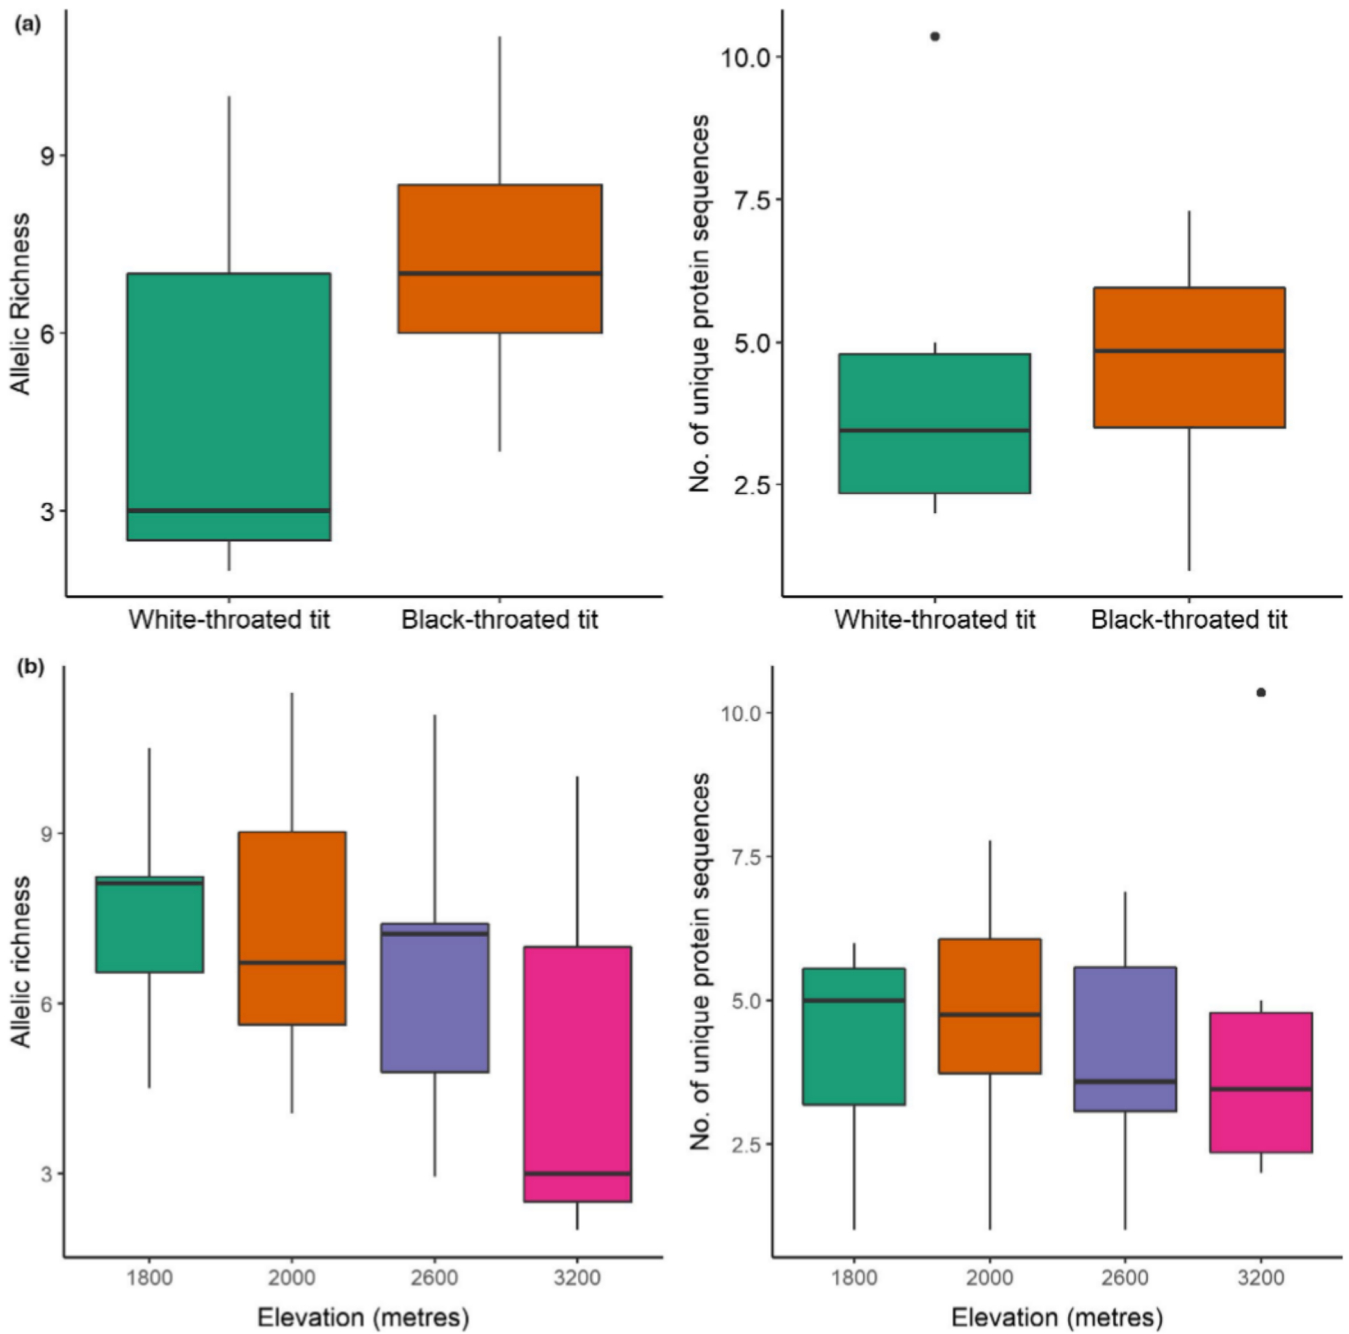 (a)
Allelic Richness
9
6
3
White-throated tit
Black-throated tit
No. of unique protein sequences
10.0
7.5
5.0
2.5
White-throated tit
Black-throated tit
(b)
Allelic richness
9
6
3
1800
2000
2600
3200
Elevation (metres)
No. of unique protein sequences
10.0
7.5
5.0
2.5
1800
2000
2600
3200
Elevation (metres)